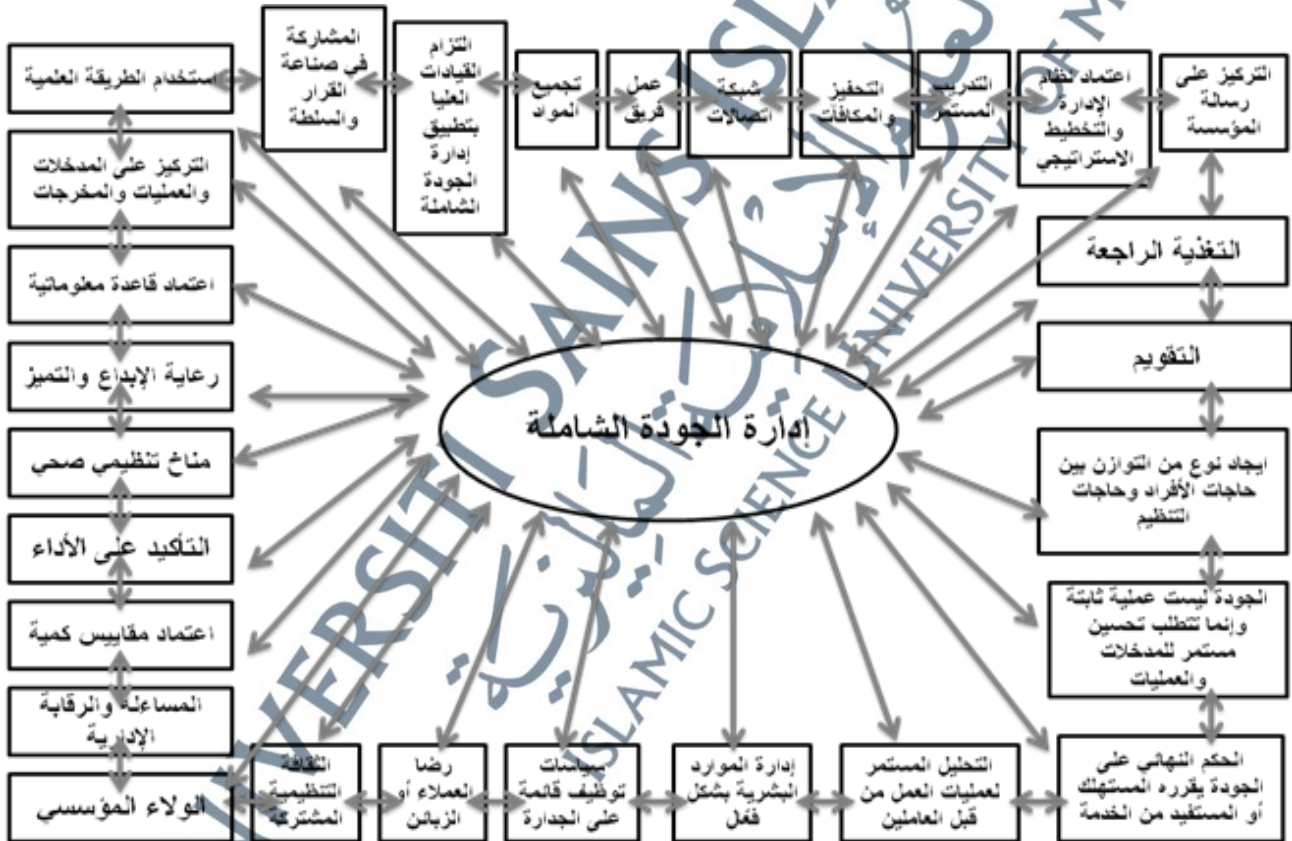 التركيز على
رسالة
المؤسسة
اعتماد نظام
الإدارة
والتخطيط
الاستراتيجي
التدريب
المستمر
التحفيز
والمكافآت
شبكة
اتصالات
عمل
فريق
تجميع
المواد
التزام
القيادات
العليا
بتطبيق
إدارة
الجودة
الشاملة
المشاركة
في صناعة
القرار
والسلطة
استخدام الطريقة العلمية
التركيز على المدخلات
والعمليات والمخرجات
اعتماد قاعدة معلوماتية
رعاية الإبداع والتميز
مناخ تنظيمي صحي
التأكيد على الأداء
اعتماد مقاييس كمية
المساءلة والرقابة
الإدارية
الولاء المؤسسي
الثقافة
التنظيمية
المشتركة
رضا
العملاء أو
الزبائن
سياسات
توظيف قائمة
على الجدارة
إدارة الموارد
البشرية بشكل
فعال
التحليل المستمر
لعمليات العمل من
قبل العاملين
الحكم النهائي على
الجودة يقرره المستهلك
أو المستفيد من الخدمة
الجودة ليست عملية ثابتة
وإنما تتطلب تحسين
مستمر للمدخلات
والعمليات
ايجاد نوع من التوازن بين
حاجات الأفراد وحاجات
التنظيم
التقويم
التغذية الراجعة
إدارة الجودة الشاملة
SAINS
ISLAMIC SCIENCE UNIVERSITY OF